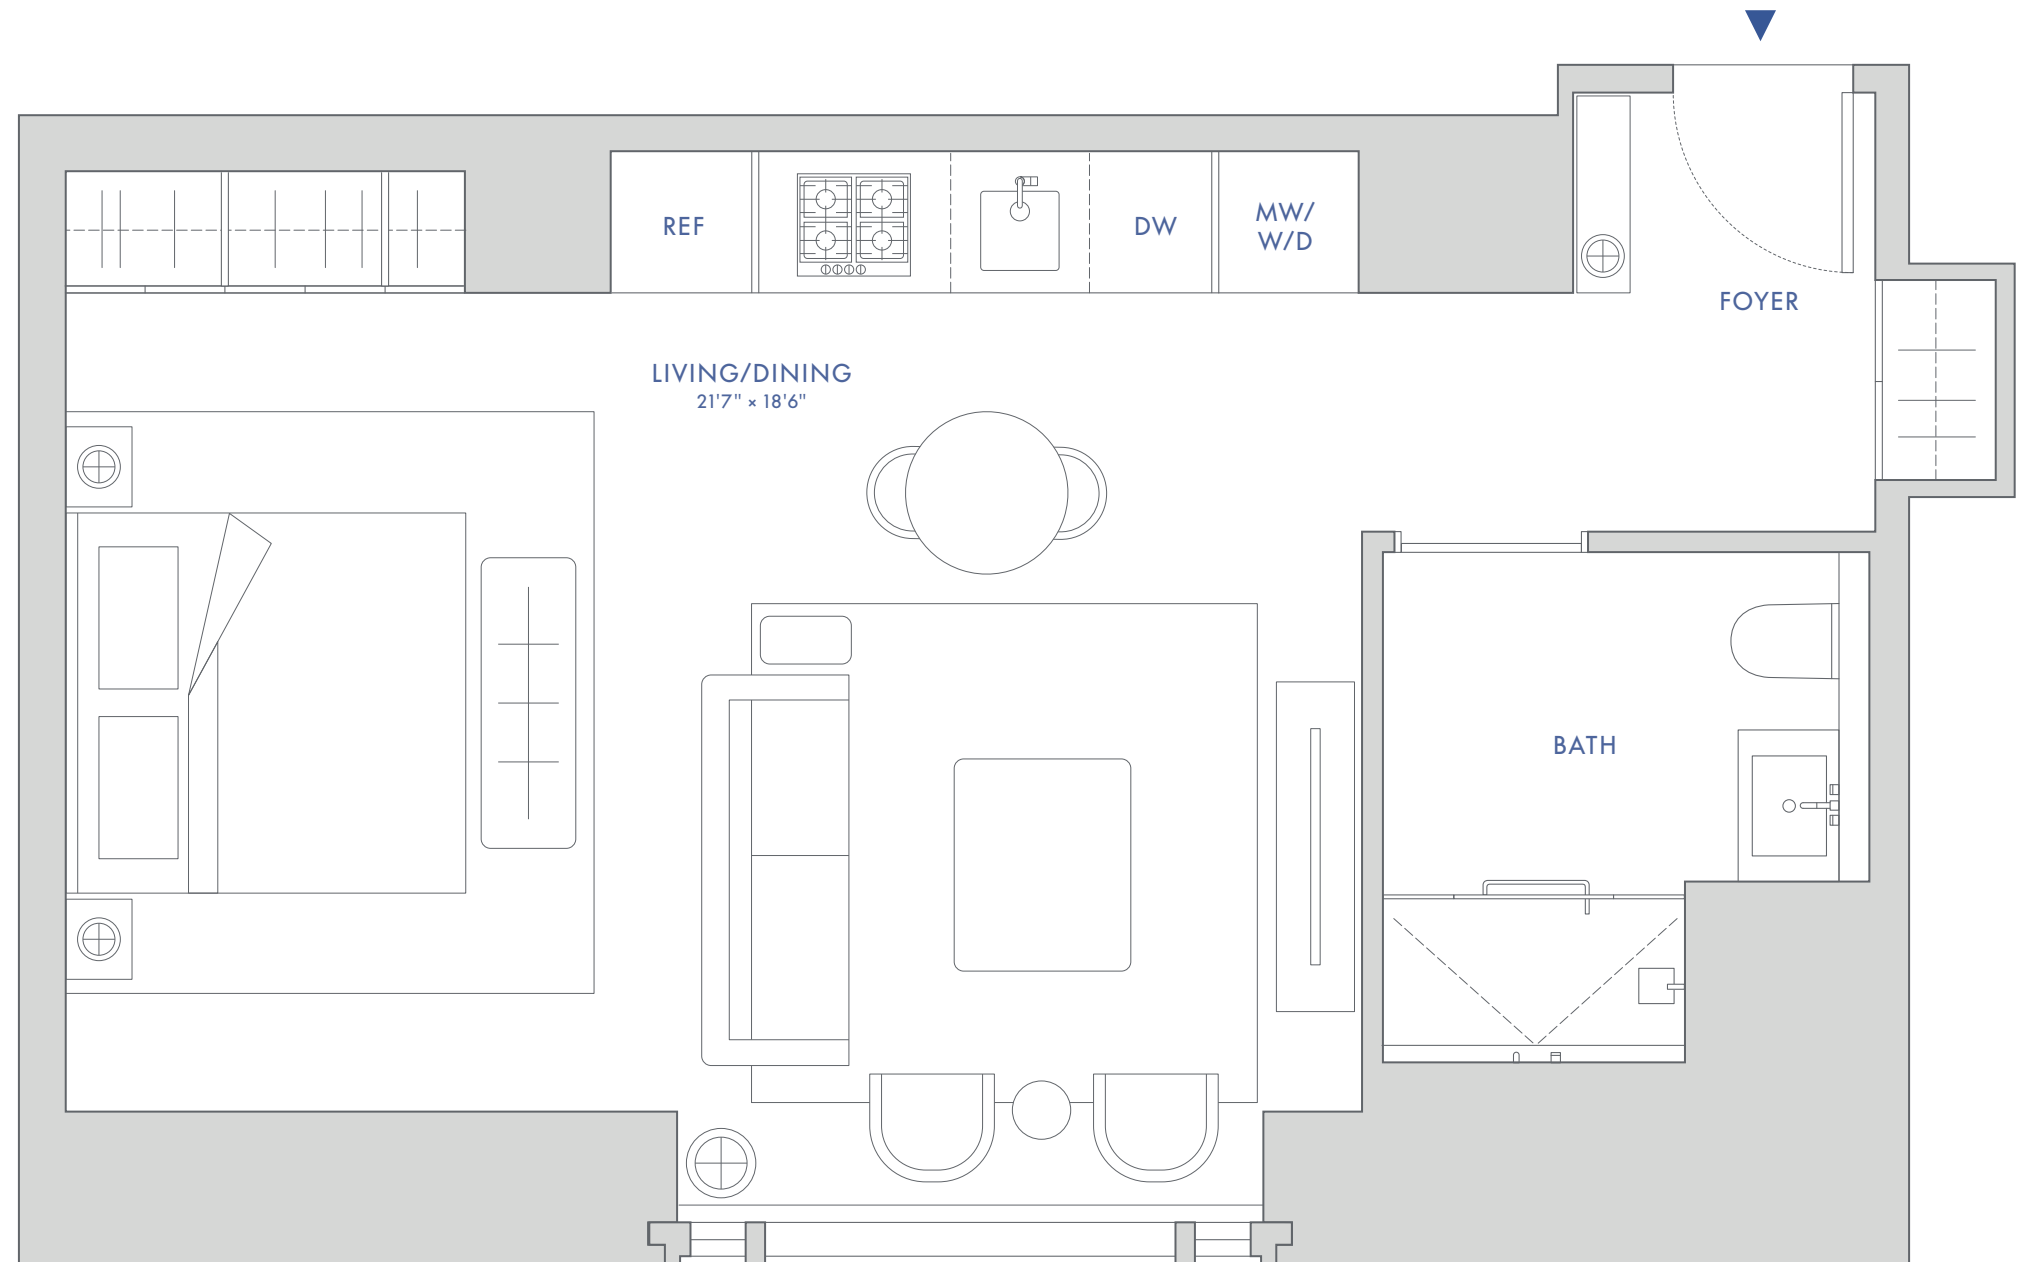 REF
DW
MW/
W/D
FOYER
LIVING/DINING
21'7" × 18'6"
BATH